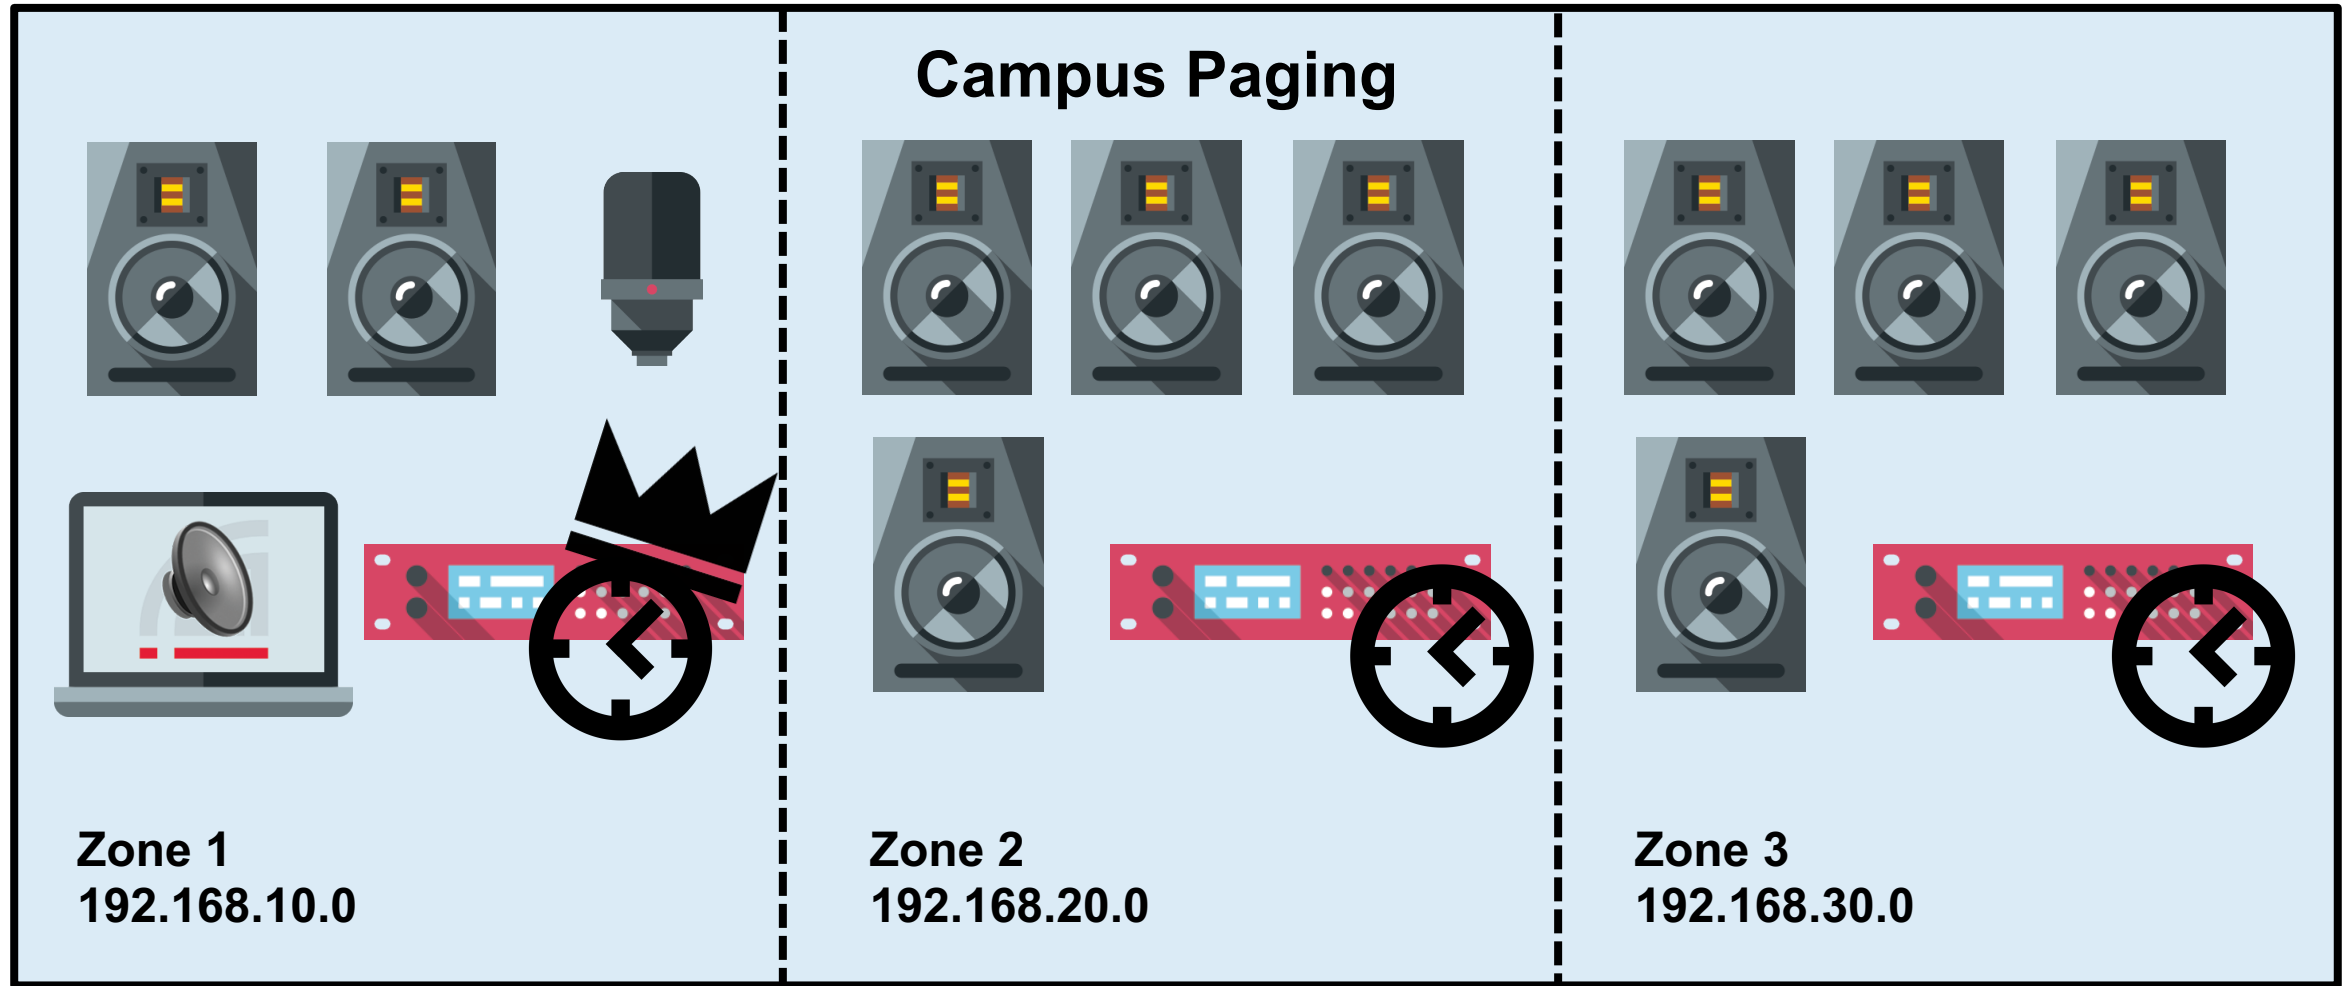 Campus Paging
Zone 1
192.168.10.0
Zone 2
192.168.20.0
Zone 3
192.168.30.0